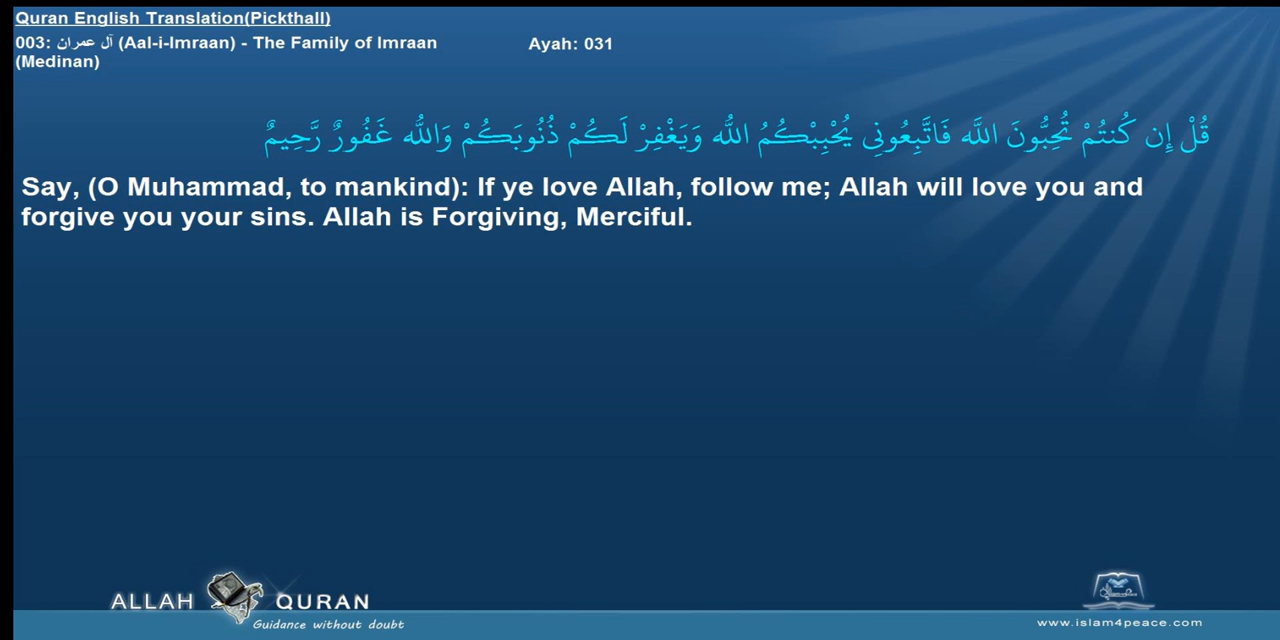 Quran English Translation(Pickthall)
003: آل عمران (Aal-i-Imraan) - The Family of Imraan
(Medinan)
Ayah: 031
قُلْ إِن كُنتُمْ تُحِبُّونَ اللَّهَ فَاتَّبِعُونِي يُحْبِبْكُمُ اللَّه وَيَغْفِرْ لَكُمْ ذُنُوبَكُمْ وَاللَّه غَفُورٌ رَّحِيمٌ
Say, (O Muhammad, to mankind): If ye love Allah, follow me; Allah will love you and
forgive you your sins. Allah is Forgiving, Merciful.
ALLAH QURAN
Guidance without doubt
www.islam4peace.com